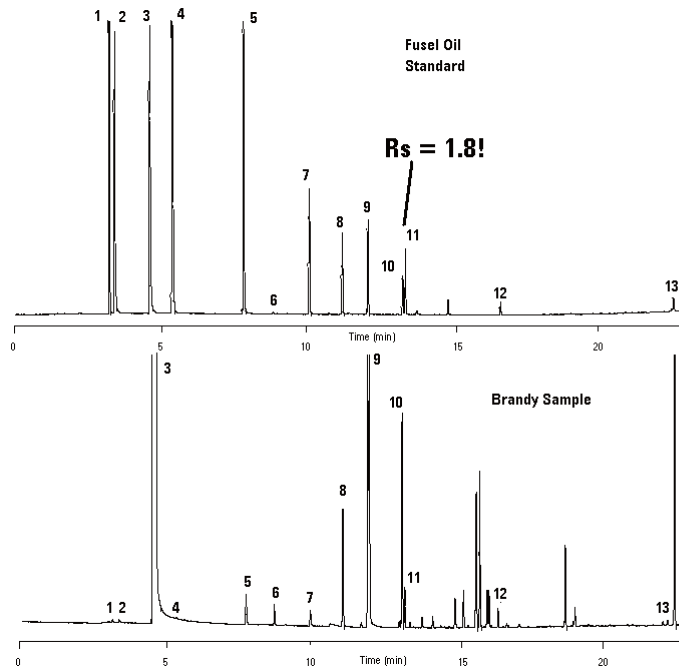 1 2 3 4 5
Fusel Oil
Standard
Rs = 1.8!
7
8 9 11
10
6 12 13
0 5 10 15 20
Time (min)
3 9
Brandy Sample
10
8
5 6 7 11 12
1 2 4 13
0 5 10 15 20
Time (min)